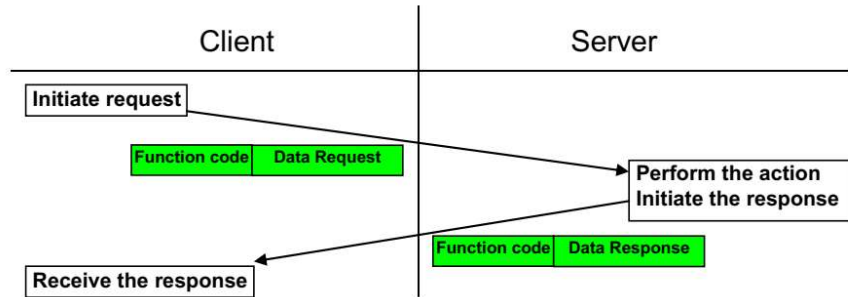 Client
Server
Initiate request
Function code Data Request
Perform the action
Initiate the response
Function code Data Response
Receive the response